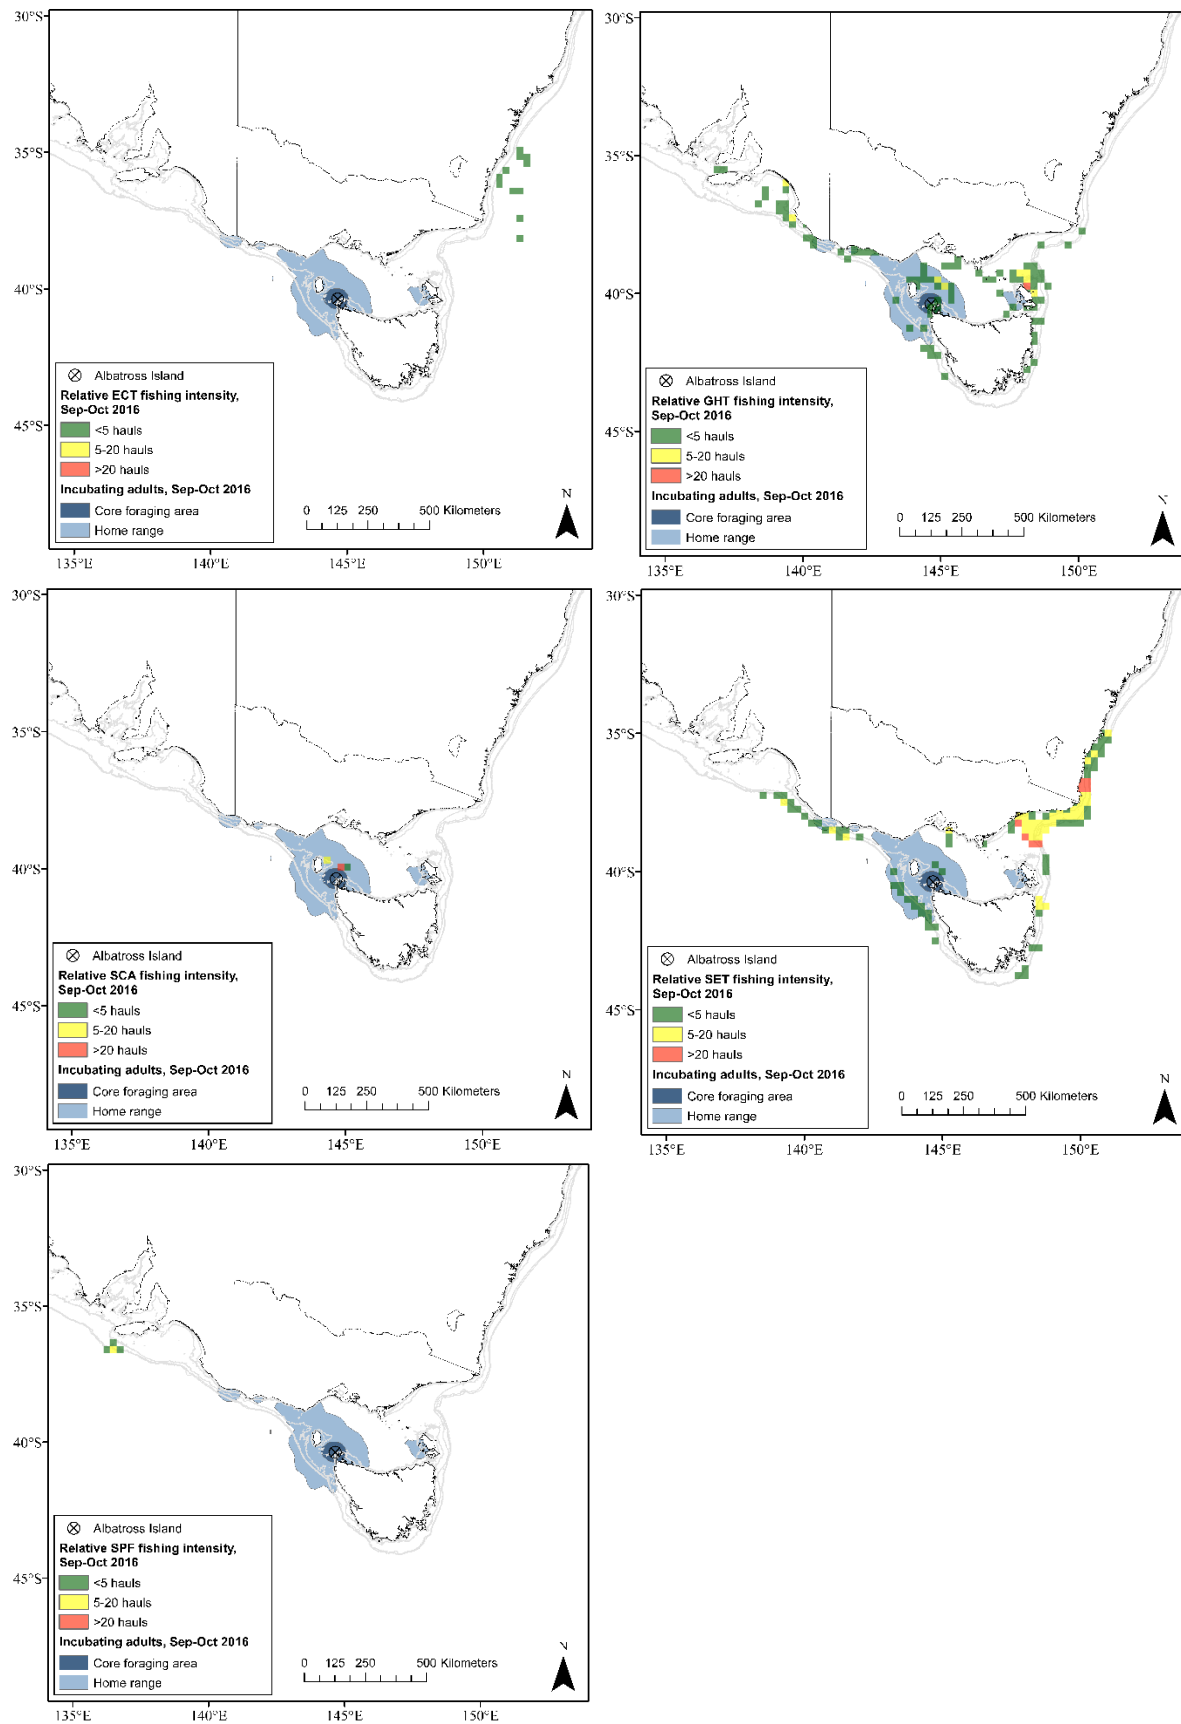 30°S
35°S
40°S
45°S
Albatross Island
Relative ECT fishing intensity,
Sep-Oct 2016
<5 hauls
5-20 hauls
>20 hauls
Incubating adults, Sep-Oct 2016
Core foraging area
Home range
0 125 250 500 Kilometers
N
135°E 140°E 145°E 150°E
30°S
35°S
40°S
45°S
Albatross Island
Relative GHT fishing intensity,
Sep-Oct 2016
<5 hauls
5-20 hauls
>20 hauls
Incubating adults, Sep-Oct 2016
Core foraging area
Home range
0 125 250 500 Kilometers
N
135°E 140°E 145°E 150°E
30°S
35°S
40°S
45°S
Albatross Island
Relative SCA fishing intensity,
Sep-Oct 2016
<5 hauls
5-20 hauls
>20 hauls
Incubating adults, Sep-Oct 2016
Core foraging area
Home range
0 125 250 500 Kilometers
N
135°E 140°E 145°E 150°E
30°S
35°S
40°S
45°S
Albatross Island
Relative SET fishing intensity,
Sep-Oct 2016
<5 hauls
5-20 hauls
>20 hauls
Incubating adults, Sep-Oct 2016
Core foraging area
Home range
0 125 250 500 Kilometers
N
135°E 140°E 145°E 150°E
30°S
35°S
40°S
45°S
Albatross Island
Relative SPF fishing intensity,
Sep-Oct 2016
<5 hauls
5-20 hauls
>20 hauls
Incubating adults, Sep-Oct 2016
Core foraging area
Home range
0 125 250 500 Kilometers
N
135°E 140°E 145°E 150°E